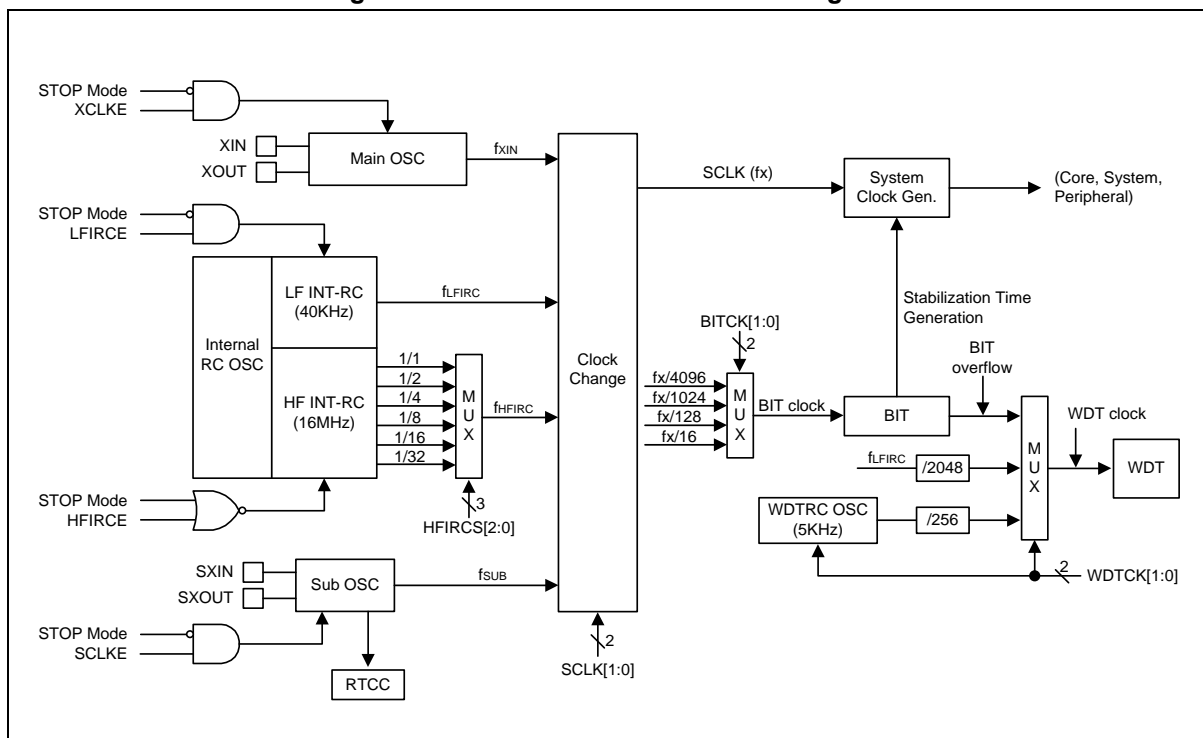 STOP Mode
XCLKE
XIN
XOUT
Main OSC
fXIN
STOP Mode
LFIRCE
Internal
RC OSC
LF INT-RC
(40KHz)
fLFIRC
HF INT-RC
(16MHz)
1/1
1/2
1/4
1/8
1/16
1/32
MUX
fHFIRC
3
HFIRCS[2:0]
STOP Mode
HFIRCE
SXIN
SXOUT
Sub OSC
fSUB
STOP Mode
SCLKE
RTCC
Clock
Change
2
SCLK[1:0]
SCLK (fx)
System
Clock Gen.
(Core, System,
Peripheral)
Stabilization Time
Generation
BITCK[1:0]
2
fx/4096
fx/1024
fx/128
fx/16
MUX
BIT clock
BIT
BIT
overflow
fLFIRC
/2048
WDTRC OSC
(5KHz)
/256
MUX
WDT clock
WDT
2
WDTCK[1:0]